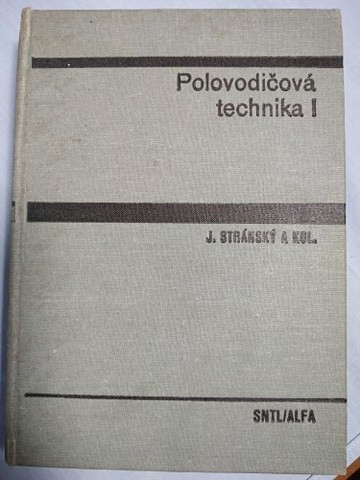 Polovodičová
technika I
J. STRÁNSKÝ A KOL.
SNTL/ALFA